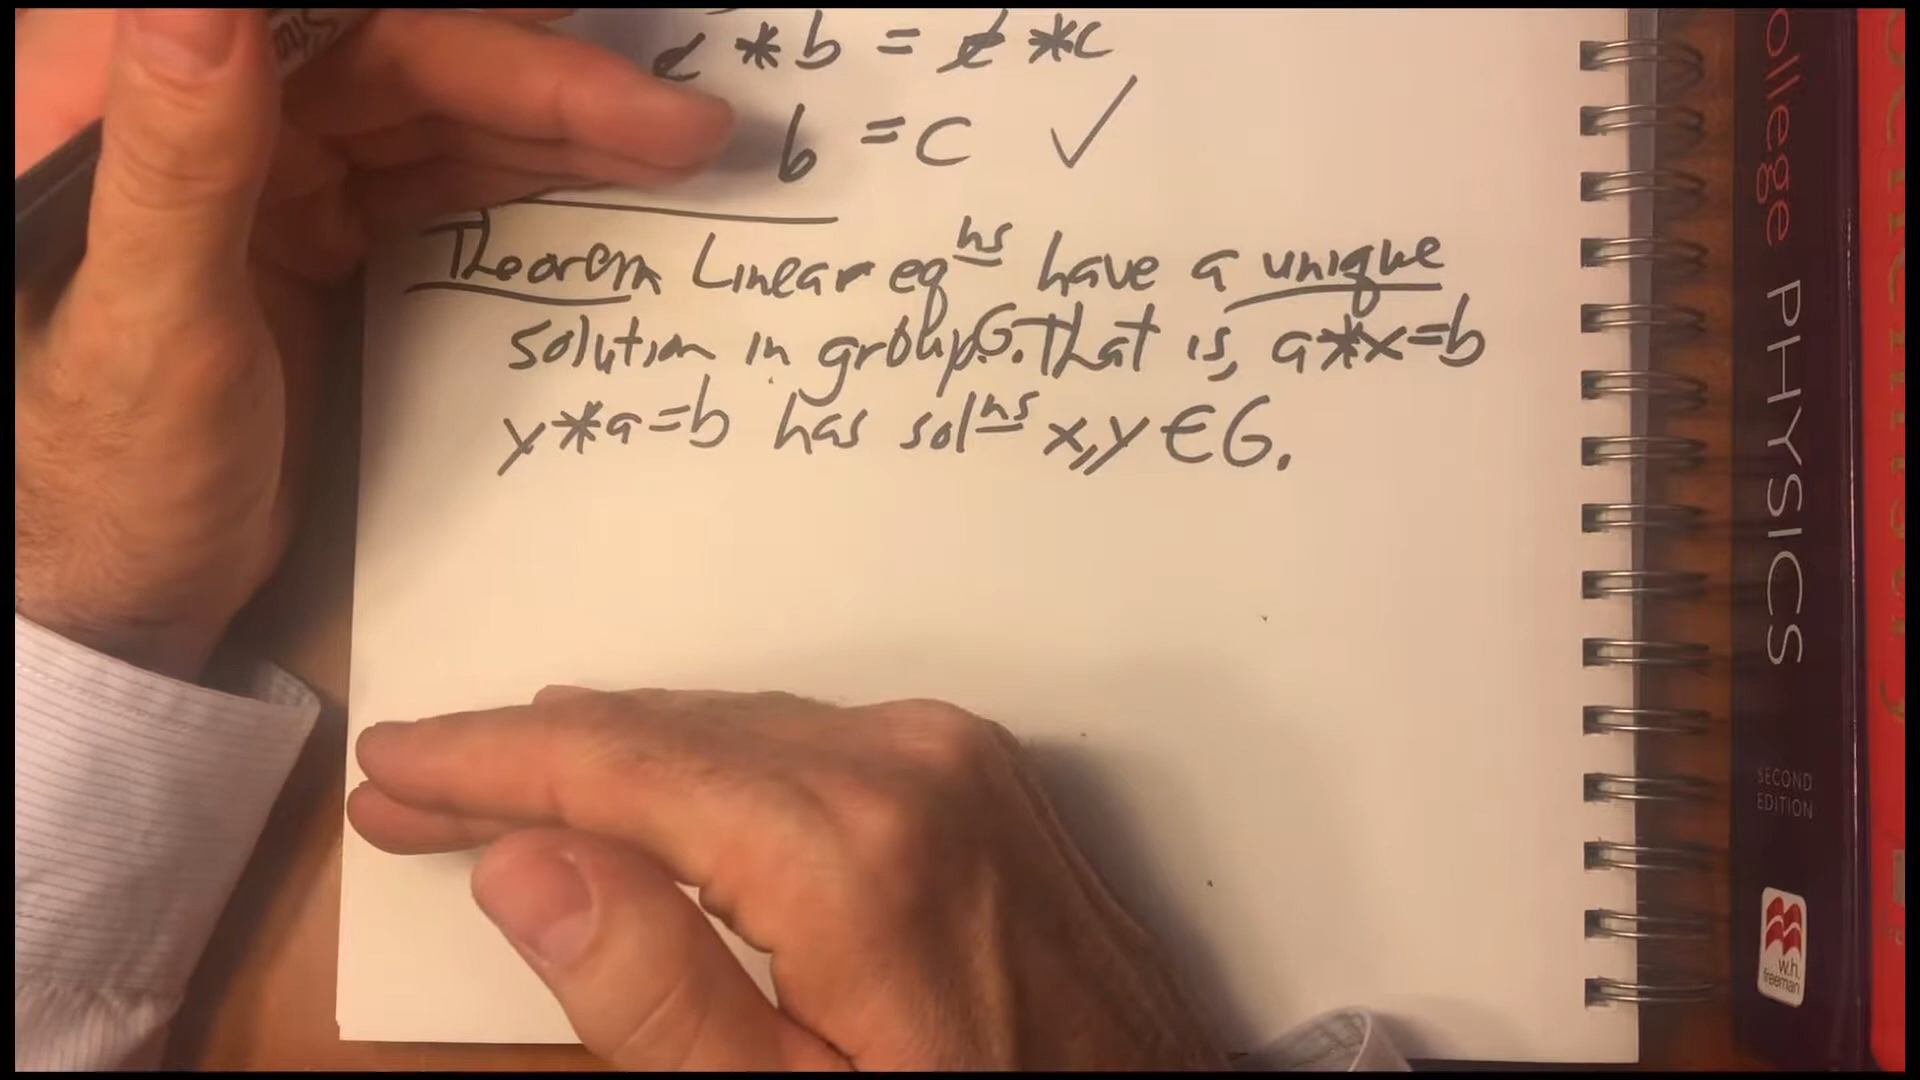 e * b = e * c
b = c ✓
Theorem Linear eqns have a unique
solution in group G. That is, a*x=b
y*a=b has solns x,y ∈ G.
ollege PHYSICS
SECOND
EDITION
w.h.
freeman